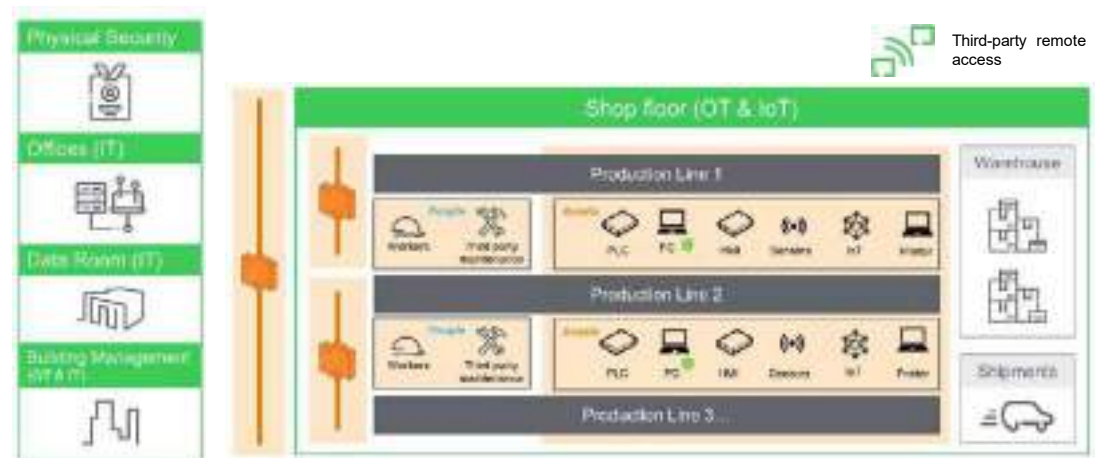 Physical Security
Third-party remote
access
Shop floor (OT & IoT)
Offices (IT)
Production Line 1
Warehouse
People
Assets
Workers
Third party
maintenance
PLC
PC
HMI
Sensors
IoT
Data Room (IT)
Production Line 2
People
Assets
Workers
Third party
maintenance
PLC
PC
HMI
Sensors
IoT
Printer
Building Management
(OT & IT)
Shipments
Production Line 3...